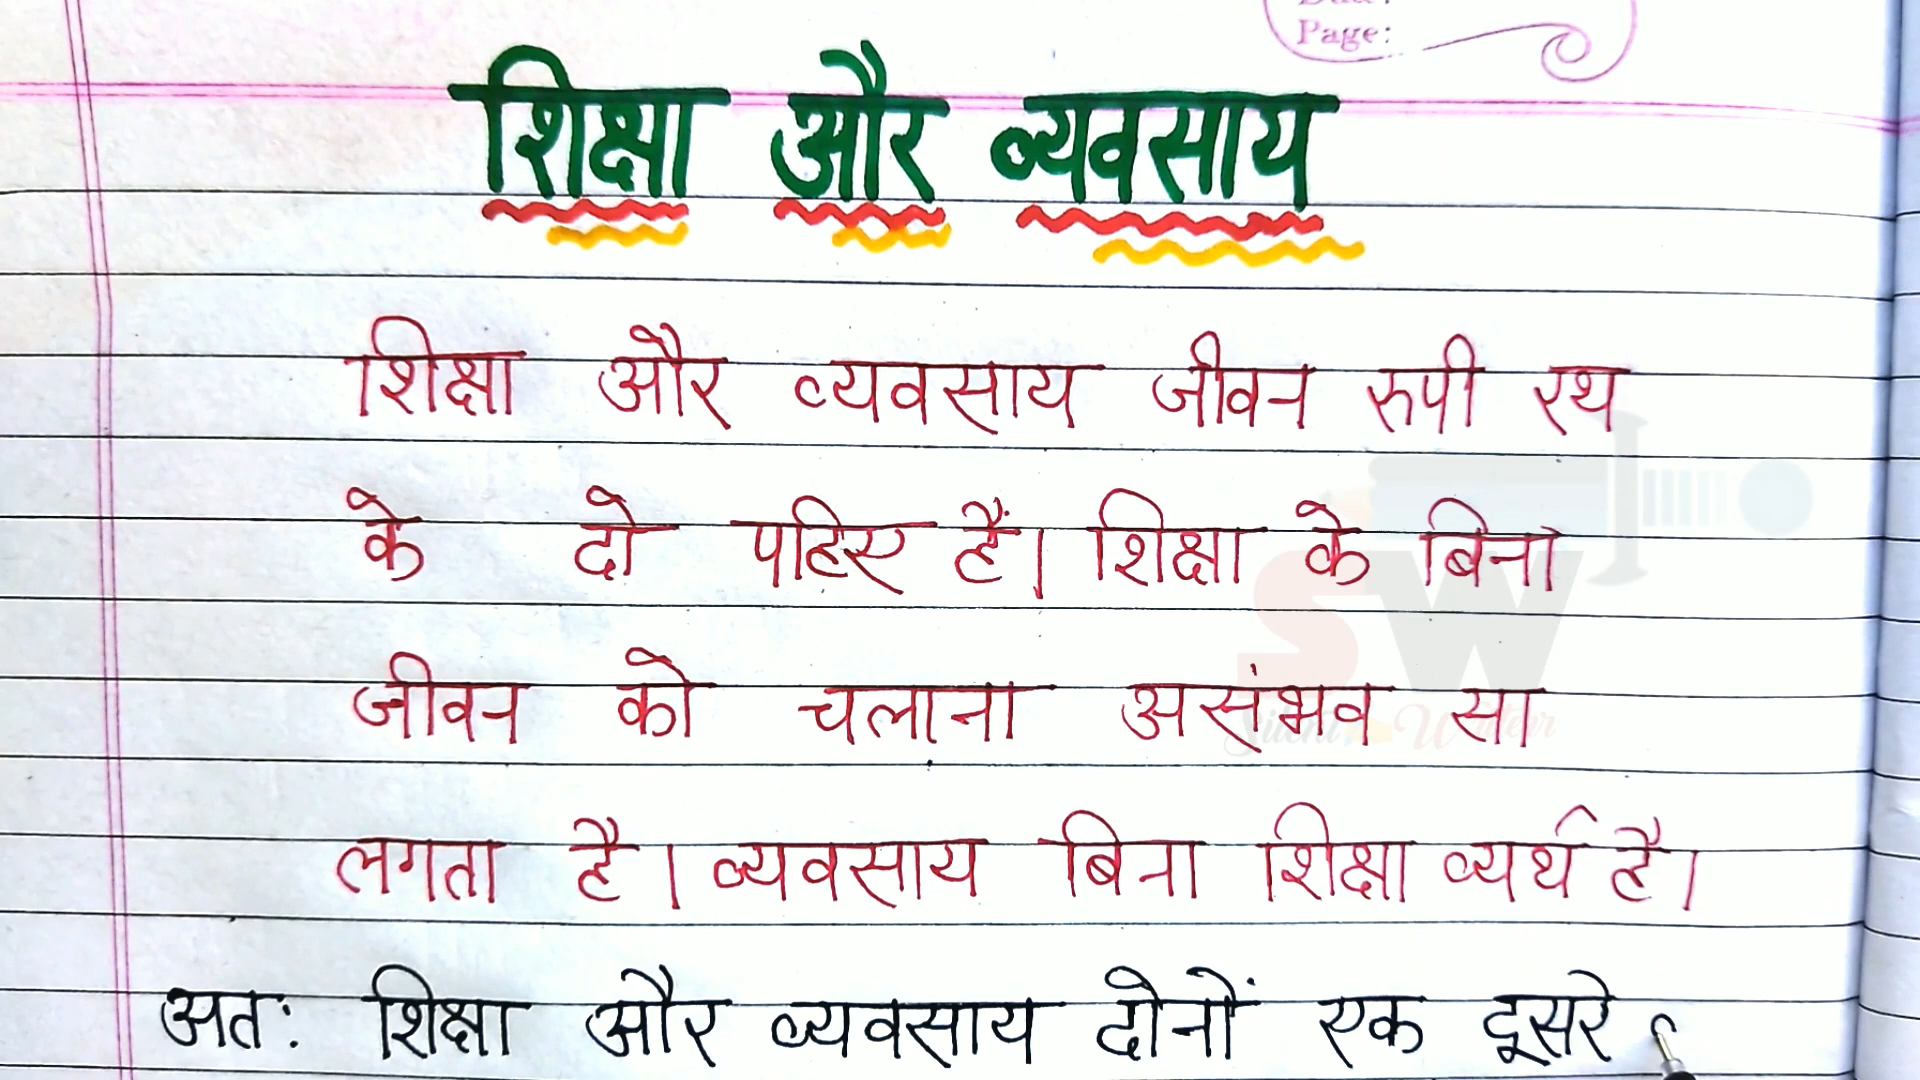 Page:
शिक्षा और व्यवसाय
शिक्षा और व्यवसाय जीवन रुपी रथ
के दो पहिए हैं। शिक्षा के बिना
जीवन को चलाना असंभव सा
लगता है। व्यवसाय बिना शिक्षा व्यर्थ है।
अतः शिक्षा और व्यवसाय दोनों एक दूसरे
SW